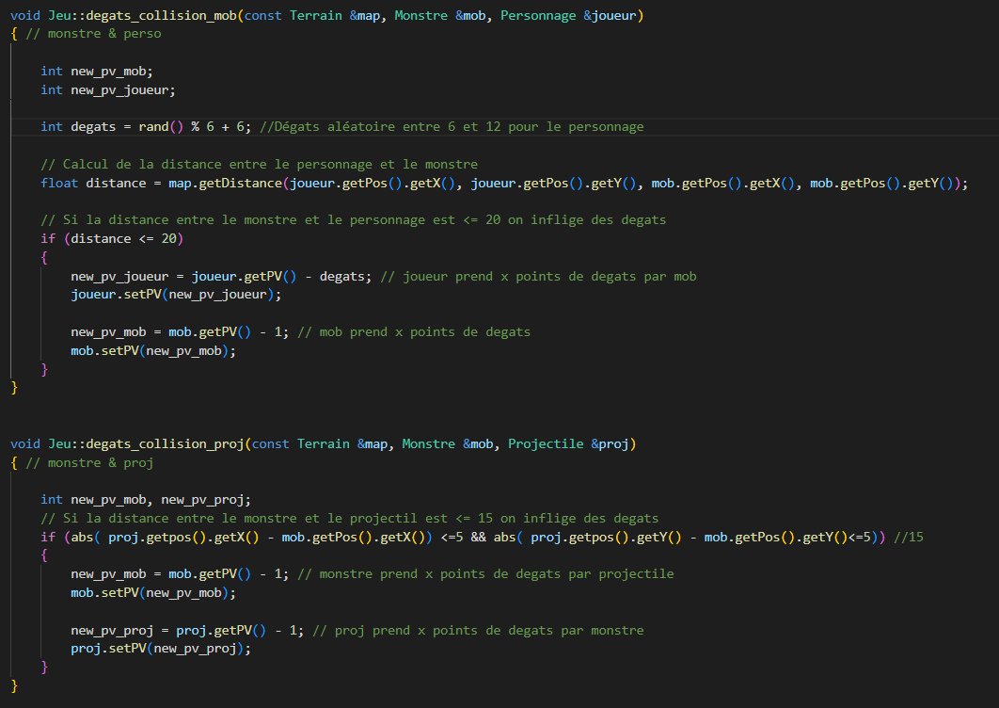 void Jeu::degats_collision_mob(const Terrain &map, Monstre &mob, Personnage &joueur)
{ // monstre & perso
int new_pv_mob;
int new_pv_joueur;
int degats = rand() % 6 + 6; //Dégats aléatoire entre 6 et 12 pour le personnage
// Calcul de la distance entre le personnage et le monstre
float distance = map.getDistance(joueur.getPos().getX(), joueur.getPos().getY(), mob.getPos().getX(), mob.getPos().getY());
// Si la distance entre le monstre et le personnage est <= 20 on inflige des degats
if (distance <= 20)
{
new_pv_joueur = joueur.getPV() - degats; // joueur prend x points de degats par mob
joueur.setPV(new_pv_joueur);
new_pv_mob = mob.getPV() - 1; // mob prend x points de degats
mob.setPV(new_pv_mob);
}
}
void Jeu::degats_collision_proj(const Terrain &map, Monstre &mob, Projectile &proj)
{ // monstre & proj
int new_pv_mob, new_pv_proj;
// Si la distance entre le monstre et le projectil est <= 15 on inflige des degats
if (abs( proj.getpos().getX() - mob.getPos().getX()) <=5 && abs( proj.getpos().getY() - mob.getPos().getY()<=5)) //15
{
new_pv_mob = mob.getPV() - 1; // monstre prend x points de degats par projectile
mob.setPV(new_pv_mob);
new_pv_proj = proj.getPV() - 1; // proj prend x points de degats par monstre
proj.setPV(new_pv_proj);
}
}